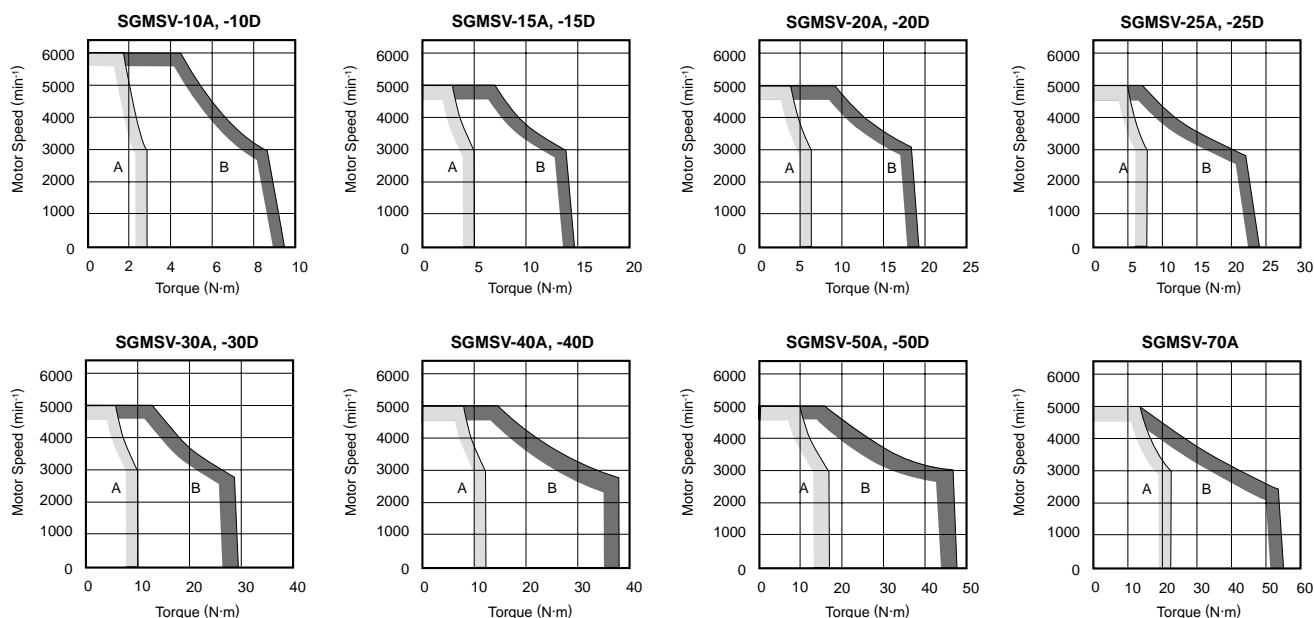 SGMSV-10A, -10D
Motor Speed (min⁻¹)
6000
5000
4000
3000
2000
1000
0
A
B
0 2 4 6 8 10
Torque (N·m)
SGMSV-15A, -15D
Motor Speed (min⁻¹)
6000
5000
4000
3000
2000
1000
0
A
B
0 5 10 15 20
Torque (N·m)
SGMSV-20A, -20D
Motor Speed (min⁻¹)
6000
5000
4000
3000
2000
1000
0
A
B
0 5 10 15 20 25
Torque (N·m)
SGMSV-25A, -25D
Motor Speed (min⁻¹)
6000
5000
4000
3000
2000
1000
0
A
B
0 5 10 15 20 25 30
Torque (N·m)
SGMSV-30A, -30D
Motor Speed (min⁻¹)
6000
5000
4000
3000
2000
1000
0
A
B
0 10 20 30 40
Torque (N·m)
SGMSV-40A, -40D
Motor Speed (min⁻¹)
6000
5000
4000
3000
2000
1000
0
A
B
0 10 20 30 40
Torque (N·m)
SGMSV-50A, -50D
Motor Speed (min⁻¹)
6000
5000
4000
3000
2000
1000
0
A
B
0 10 20 30 40 50
Torque (N·m)
SGMSV-70A
Motor Speed (min⁻¹)
6000
5000
4000
3000
2000
1000
0
A
B
0 10 20 30 40 50 60
Torque (N·m)